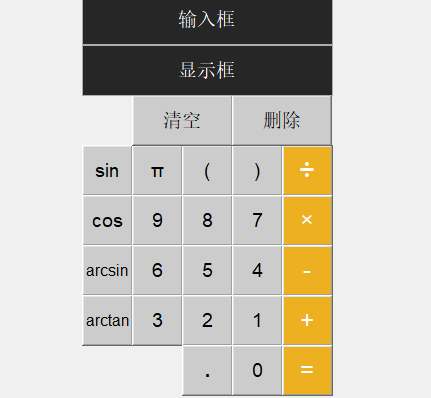 输入框
显示框
清空 删除
sin π ( ) ÷
cos 9 8 7 ×
arcsin 6 5 4 -
arctan 3 2 1 +
. 0 =